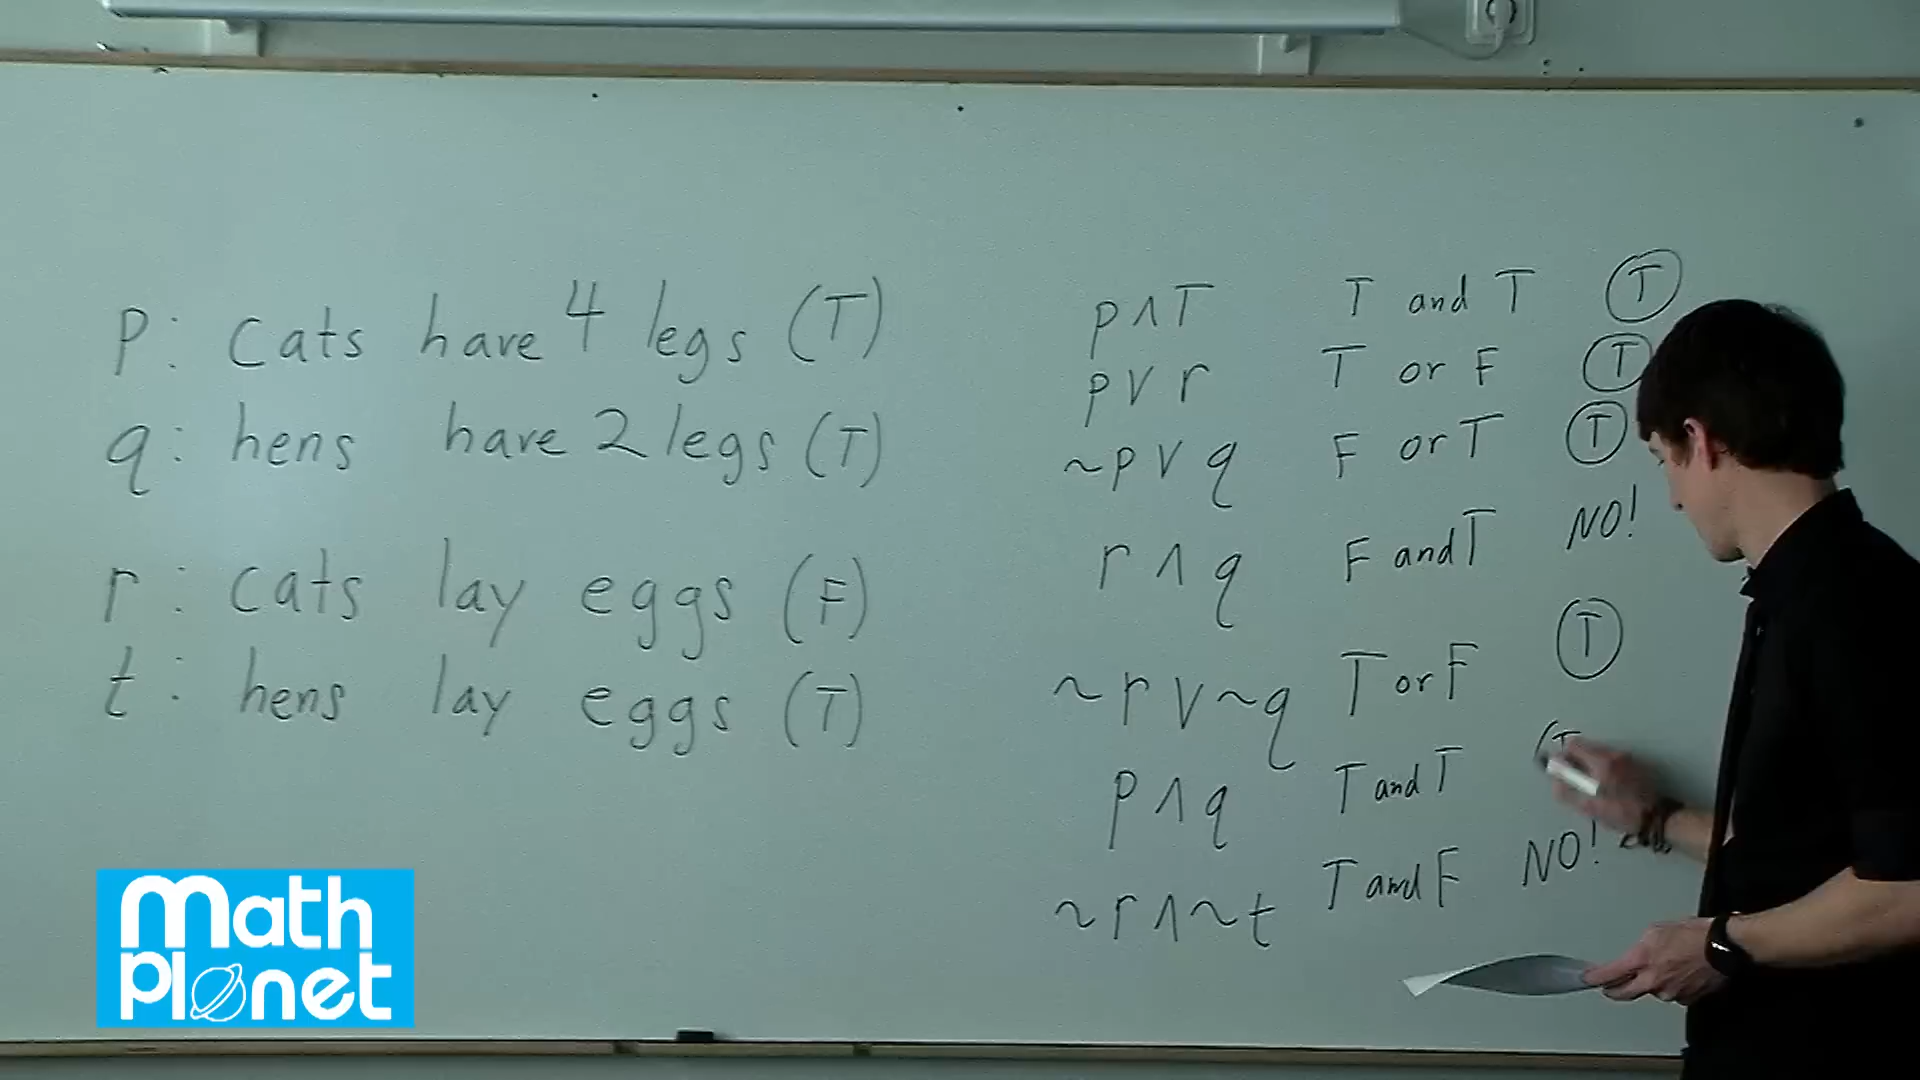 p: cats have 4 legs (T)
q: hens have 2 legs (T)
r: cats lay eggs (F)
t: hens lay eggs (T)
p ∧ T T and T T
p ∨ r T or F T
~p ∨ q F or T T
r ∧ q F and T NO!
~r ∨ ~q T or F T
p ∧ q T and T T
~r ∧ ~t T and F NO!
math
planet